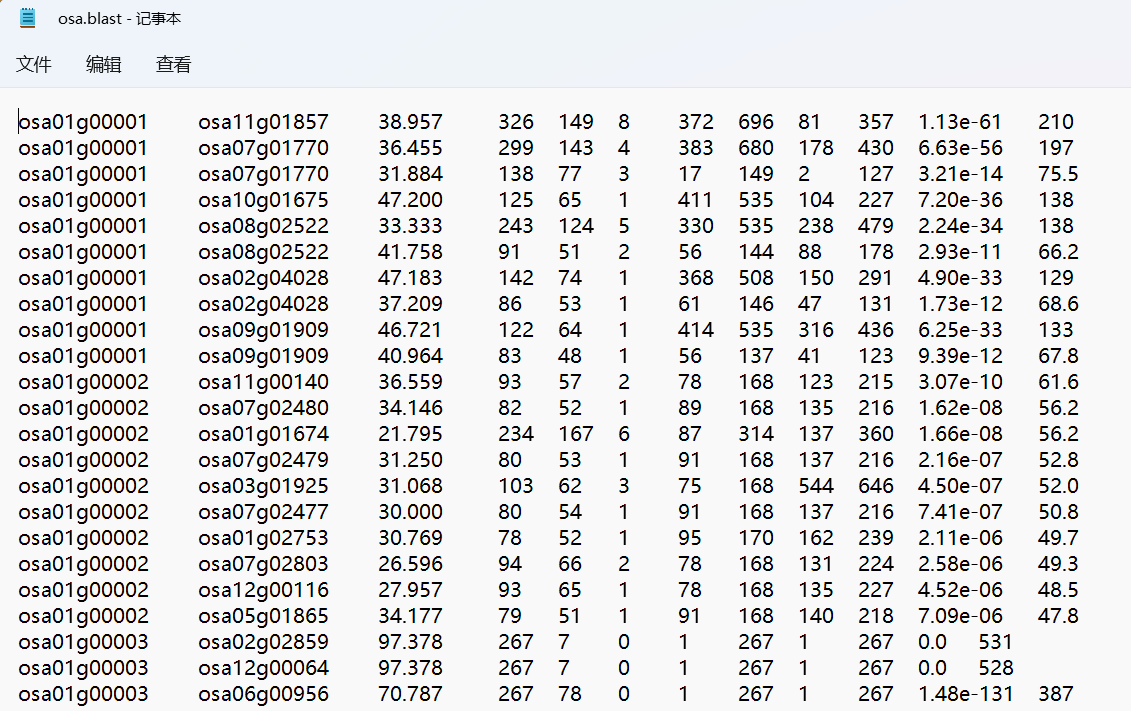 osa.blast - 记事本
文件 编辑 查看
osa01g00001 osa11g01857 38.957 326 149 8 372 696 81 357 1.13e-61 210
osa01g00001 osa07g01770 36.455 299 143 4 383 680 178 430 6.63e-56 197
osa01g00001 osa07g01770 31.884 138 77 3 17 149 2 127 3.21e-14 75.5
osa01g00001 osa10g01675 47.200 125 65 1 411 535 104 227 7.20e-36 138
osa01g00001 osa08g02522 33.333 243 124 5 330 535 238 479 2.24e-34 138
osa01g00001 osa08g02522 41.758 91 51 2 56 144 88 178 2.93e-11 66.2
osa01g00001 osa02g04028 47.183 142 74 1 368 508 150 291 4.90e-33 129
osa01g00001 osa02g04028 37.209 86 53 1 61 146 47 131 1.73e-12 68.6
osa01g00001 osa09g01909 46.721 122 64 1 414 535 316 436 6.25e-33 133
osa01g00001 osa09g01909 40.964 83 48 1 56 137 41 123 9.39e-12 67.8
osa01g00002 osa11g00140 36.559 93 57 2 78 168 123 215 3.07e-10 61.6
osa01g00002 osa07g02480 34.146 82 52 1 89 168 135 216 1.62e-08 56.2
osa01g00002 osa01g01674 21.795 234 167 6 87 314 137 360 1.66e-08 56.2
osa01g00002 osa07g02479 31.250 80 53 1 91 168 137 216 2.16e-07 52.8
osa01g00002 osa03g01925 31.068 103 62 3 75 168 544 646 4.50e-07 52.0
osa01g00002 osa07g02477 30.000 80 54 1 91 168 137 216 7.41e-07 50.8
osa01g00002 osa01g02753 30.769 78 52 1 95 170 162 239 2.11e-06 49.7
osa01g00002 osa07g02803 26.596 94 66 2 78 168 131 224 2.58e-06 49.3
osa01g00002 osa12g00116 27.957 93 65 1 78 168 135 227 4.52e-06 48.5
osa01g00002 osa05g01865 34.177 79 51 1 91 168 140 218 7.09e-06 47.8
osa01g00003 osa02g02859 97.378 267 7 0 1 267 1 267 0.0 531
osa01g00003 osa12g00064 97.378 267 7 0 1 267 1 267 0.0 528
osa01g00003 osa06g00956 70.787 267 78 0 1 267 1 267 1.48e-131 387